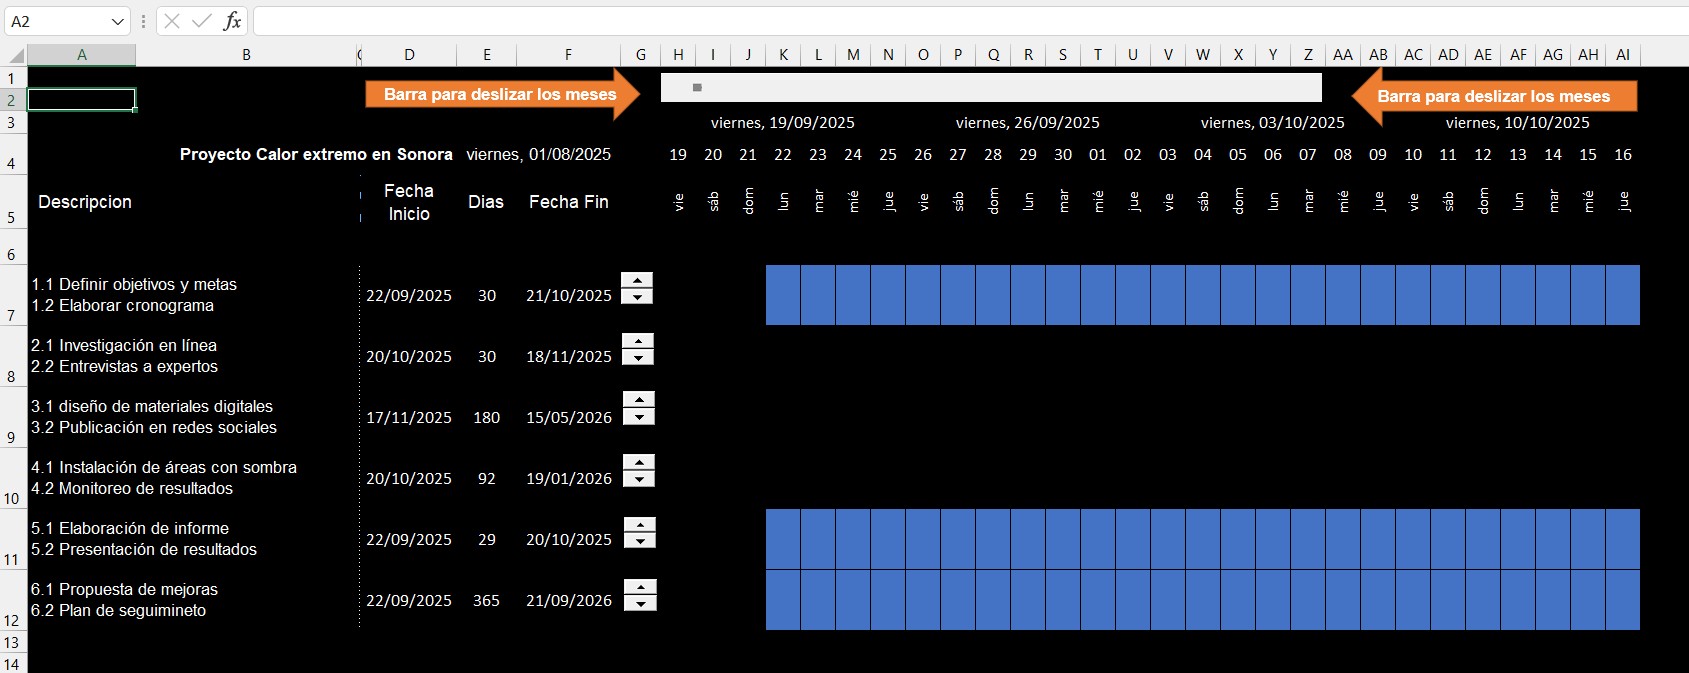 A2
fx
A B C D E F G H I J K L M N O P Q R S T U V W X Y Z AA AB AC AD AE AF AG AH AI
1
Barra para deslizar los meses Barra para deslizar los meses
2
3 viernes, 19/09/2025 viernes, 26/09/2025 viernes, 03/10/2025 viernes, 10/10/2025
4 Proyecto Calor extremo en Sonora viernes, 01/08/2025 19 20 21 22 23 24 25 26 27 28 29 30 01 02 03 04 05 06 07 08 09 10 11 12 13 14 15 16
5 Descripcion Fecha Inicio Dias Fecha Fin vie sáb dom lun mar mié jue vie sáb dom lun mar mié jue vie sáb dom lun mar mié jue vie sáb dom lun mar mié jue
6
1.1 Definir objetivos y metas
1.2 Elaborar cronograma
7 22/09/2025 30 21/10/2025
2.1 Investigación en línea
2.2 Entrevistas a expertos
8 20/10/2025 30 18/11/2025
3.1 diseño de materiales digitales
3.2 Publicación en redes sociales
9 17/11/2025 180 15/05/2026
4.1 Instalación de áreas con sombra
4.2 Monitoreo de resultados
10 20/10/2025 92 19/01/2026
5.1 Elaboración de informe
5.2 Presentación de resultados
11 22/09/2025 29 20/10/2025
6.1 Propuesta de mejoras
6.2 Plan de seguimineto
12 22/09/2025 365 21/09/2026
13
14